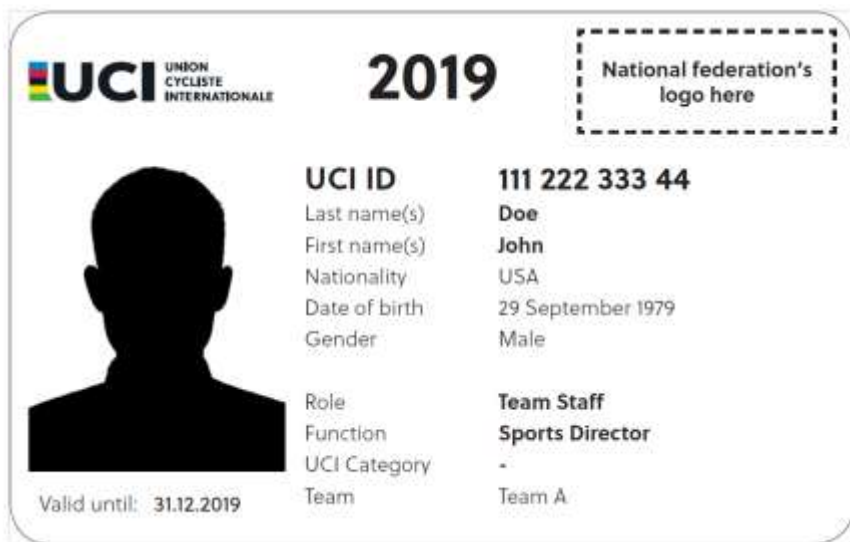 UCI UNION
CYCLISTE
INTERNATIONALE
2019
National federation's
logo here
UCI ID 111 222 333 44
Last name(s) Doe
First name(s) John
Nationality USA
Date of birth 29 September 1979
Gender Male
Role Team Staff
Function Sports Director
UCI Category -
Team Team A
Valid until: 31.12.2019